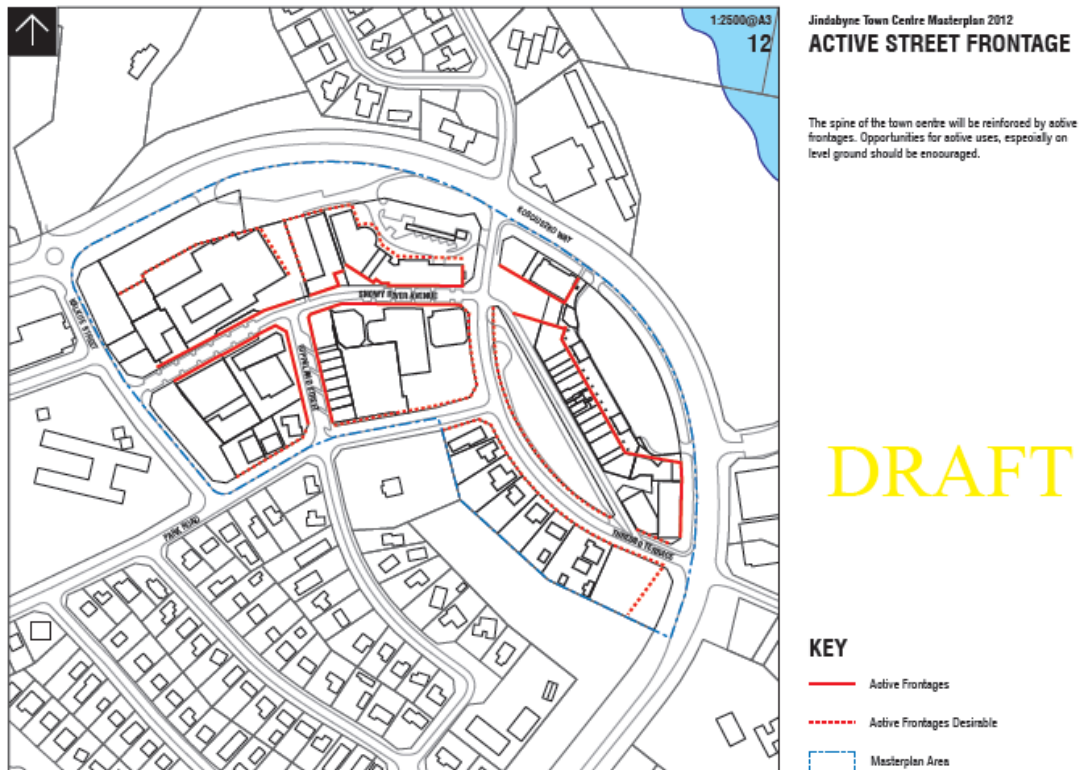 1:2500@A3
12
Jindabyne Town Centre Masterplan 2012
ACTIVE STREET FRONTAGE
The spine of the town centre will be reinforced by active
frontages. Opportunities for active uses, especially on
level ground should be encouraged.
KOSCIUSZKO WAY
SNOWY RIVER AVENUE
KALKITE STREET
GIPPSLAND STREET
PARK ROAD
THREDBO TERRACE
DRAFT
KEY
Active Frontages
Active Frontages Desirable
Masterplan Area